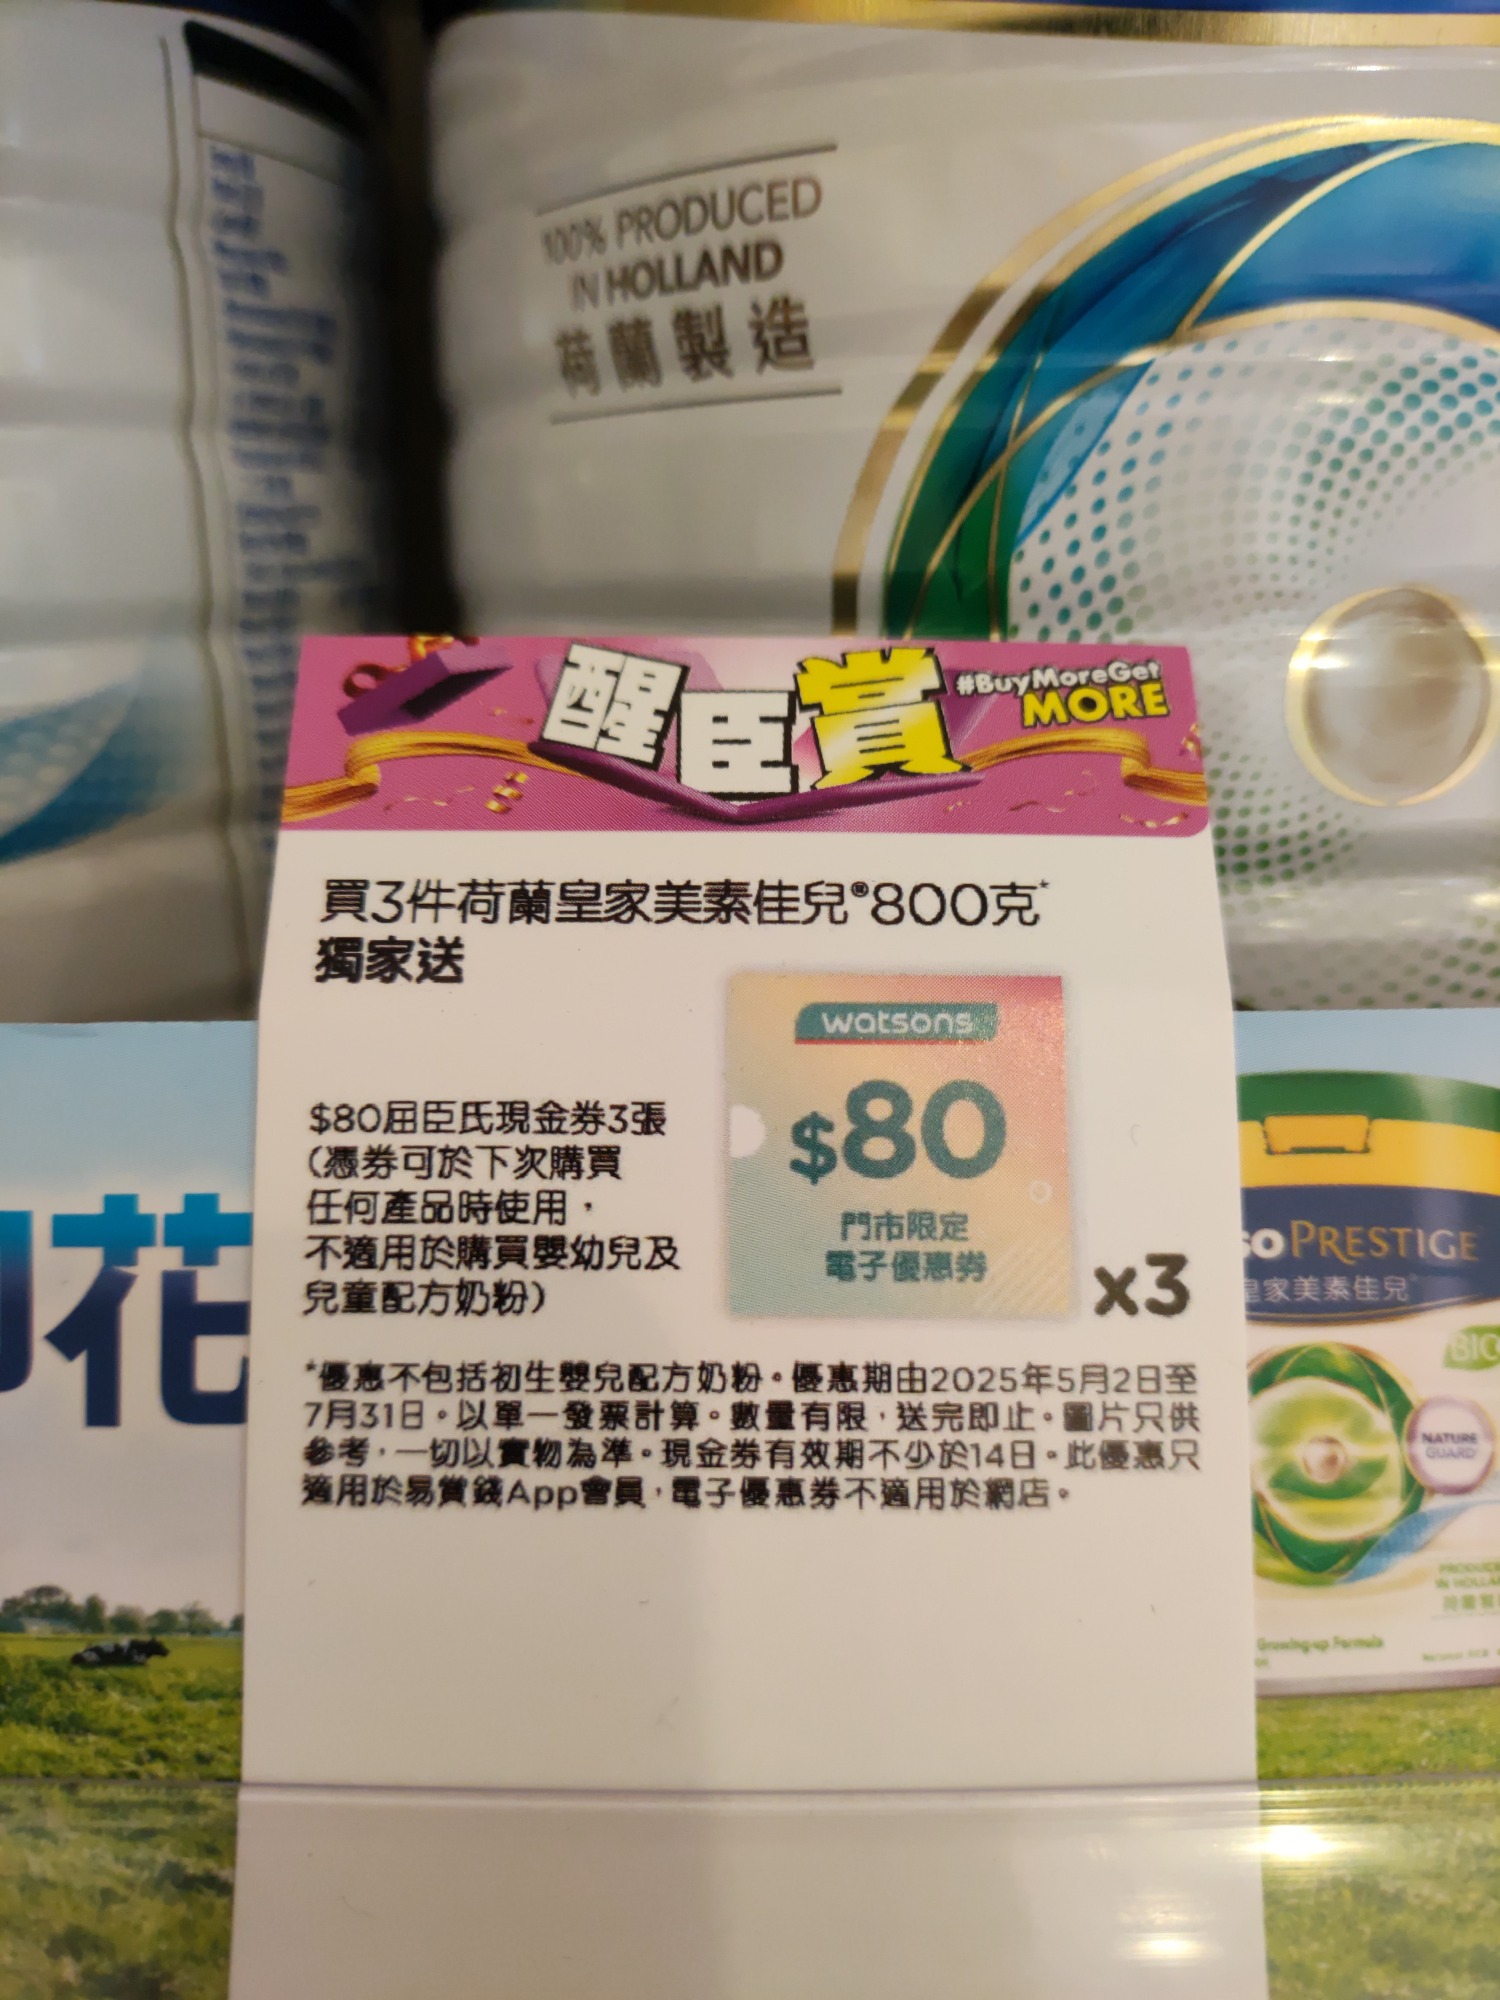 100% PRODUCED
IN HOLLAND
荷蘭製造
醒臣賞
#BuyMoreGet
MORE
買3件荷蘭皇家美素佳兒®800克*
獨家送
watsons
$80
門市限定
電子優惠券
x3
$80屈臣氏現金券3張
(憑券可於下次購買
任何產品時使用，
不適用於購買嬰幼兒及
兒童配方奶粉)
*優惠不包括初生嬰兒配方奶粉。優惠期由2025年5月2日至
7月31日。以單一發票計算。數量有限，送完即止。圖片只供
參考，一切以實物為準。現金券有效期不少於14日。此優惠只
適用於易賞錢App會員，電子優惠券不適用於網店。
花
PRESTIGE
皇家美素佳兒
NATURE
GUARD
Growing-up Formula